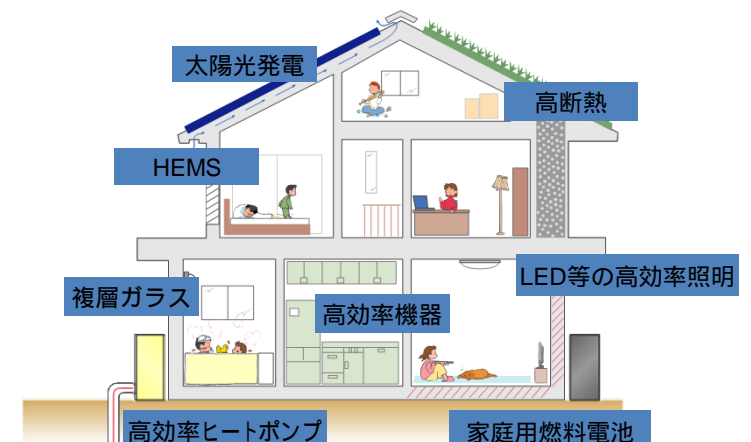 太陽光発電
高断熱
HEMS
LED等の高効率照明
複層ガラス
高効率機器
高効率ヒートポンプ
家庭用燃料電池